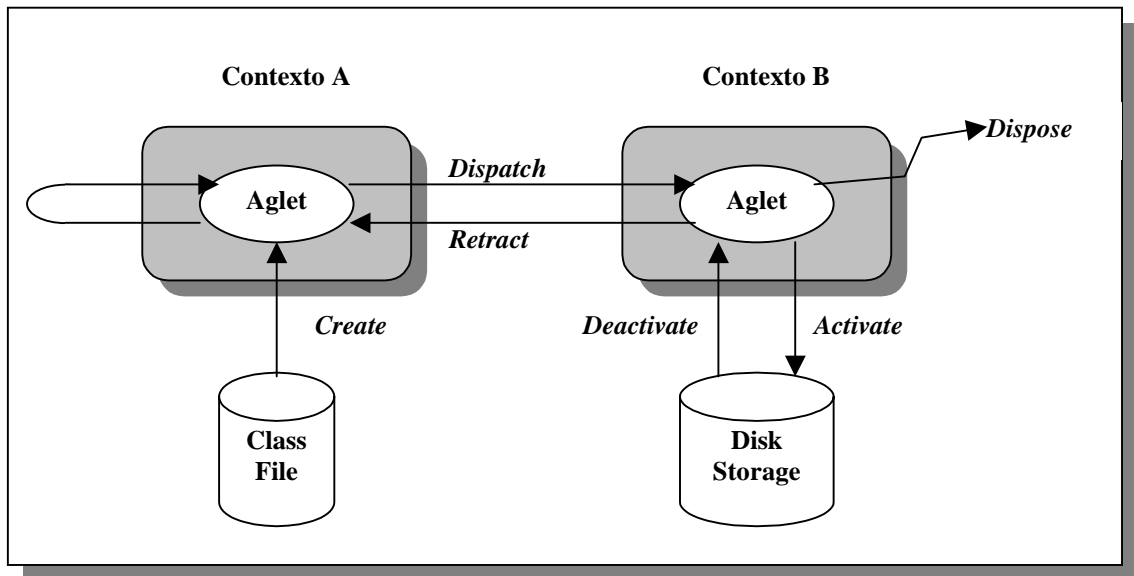 Contexto A
Contexto B
Dispose
Dispatch
Aglet
Aglet
Retract
Create
Deactivate
Activate
Class
File
Disk
Storage